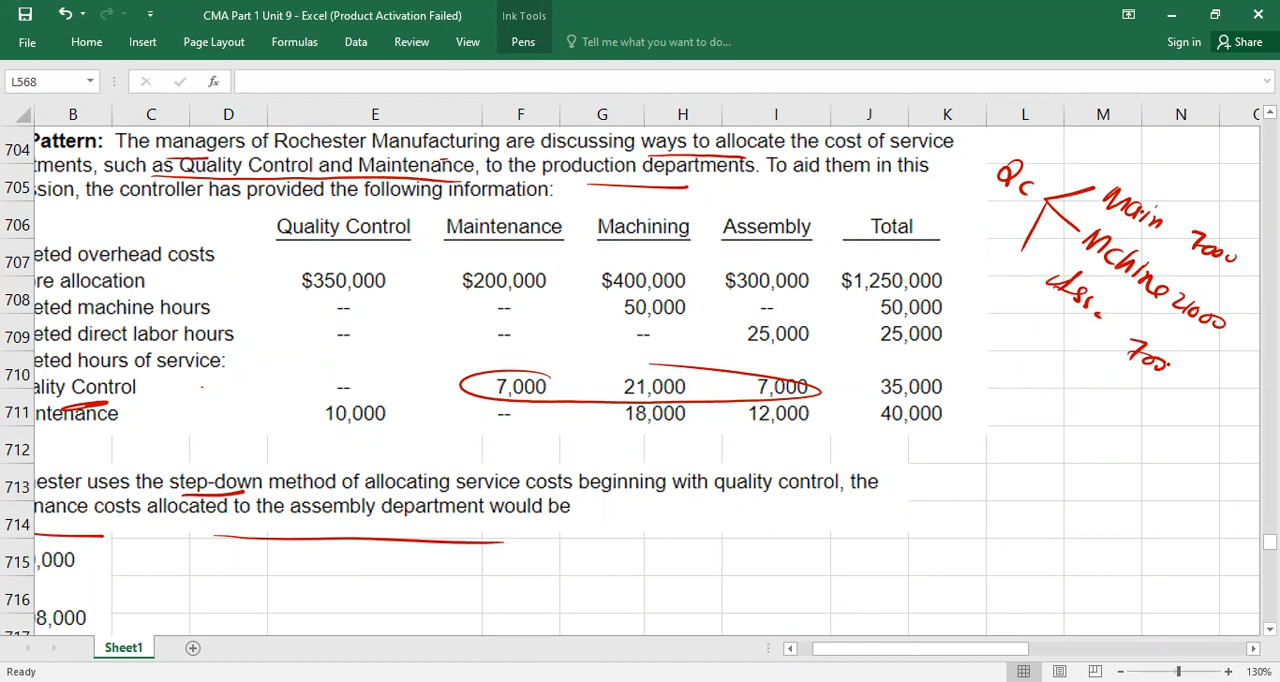 CMA Part 1 Unit 9 - Excel (Product Activation Failed)
Ink Tools
File Home Insert Page Layout Formulas Data Review View Pens Tell me what you want to do... Sign in Share
L568 fx
B C D E F G H I J K L M N
704 Pattern: The managers of Rochester Manufacturing are discussing ways to allocate the cost of service
tments, such as Quality Control and Maintenance, to the production departments. To aid them in this
705 ssion, the controller has provided the following information:
706 Quality Control Maintenance Machining Assembly Total
707 eted overhead costs
re allocation $350,000 $200,000 $400,000 $300,000 $1,250,000
708 eted machine hours -- -- 50,000 -- 50,000
709 eted direct labor hours -- -- -- 25,000 25,000
710 eted hours of service:
ality Control -- 7,000 21,000 7,000 35,000
711 ntenance 10,000 -- 18,000 12,000 40,000
712
713 ester uses the step-down method of allocating service costs beginning with quality control, the
714 nance costs allocated to the assembly department would be
715 ,000
716 8,000
717
QC
Main 7000
Mchine 21000
Ass.
700
Sheet1
Ready 130%